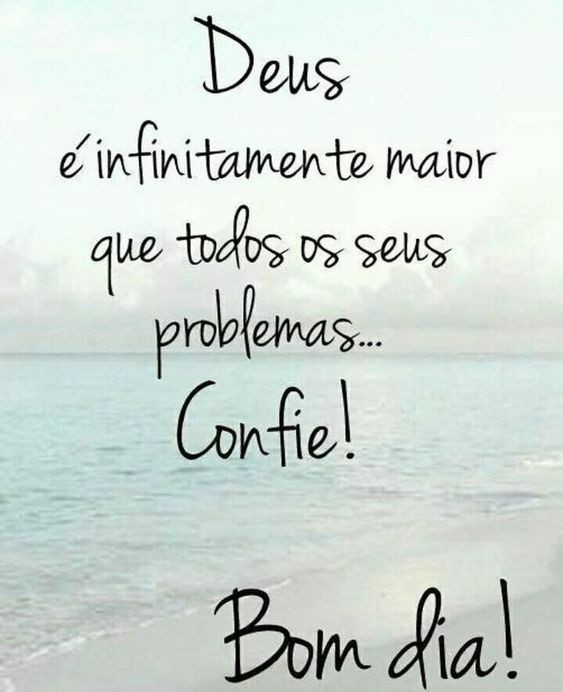 Deus
é infinitamente maior
que todos os seus
problemas...
Confie!
Bom dia!